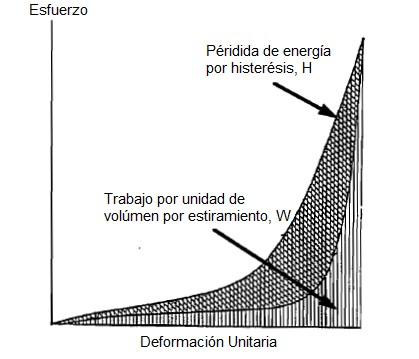 Esfuerzo
Péridida de energía
por histerésis, H
Trabajo por unidad de
volúmen por estiramiento, W
Deformación Unitaria